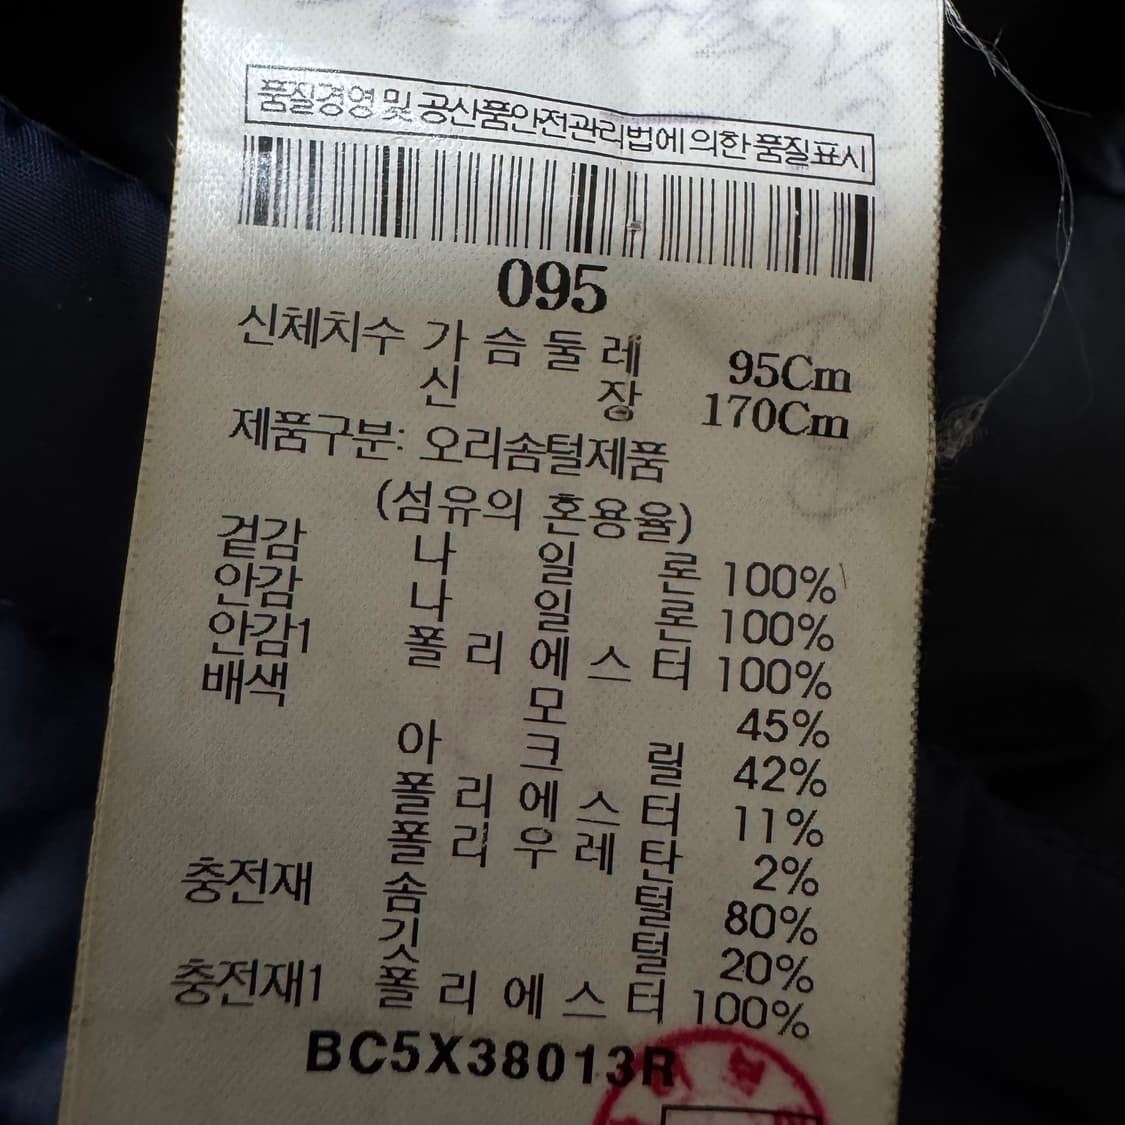 품질경영 및 공산품안전관리법에 의한 품질표시
095
신체치수 가 슴 둘 레 95Cm
신 장 170Cm
제품구분: 오리솜털제품
(섬유의 혼용율)
겉감 나 일 론 100%
안감 나 일 론 100%
안감1 폴 리 에 스 터 100%
배색 모 45%
아 크 릴 42%
폴 리 에 스 터 11%
폴 리 우 레 탄 2%
충전재 솜 털 80%
깃 털 20%
충전재1 폴 리 에 스 터 100%
BC5X38013R